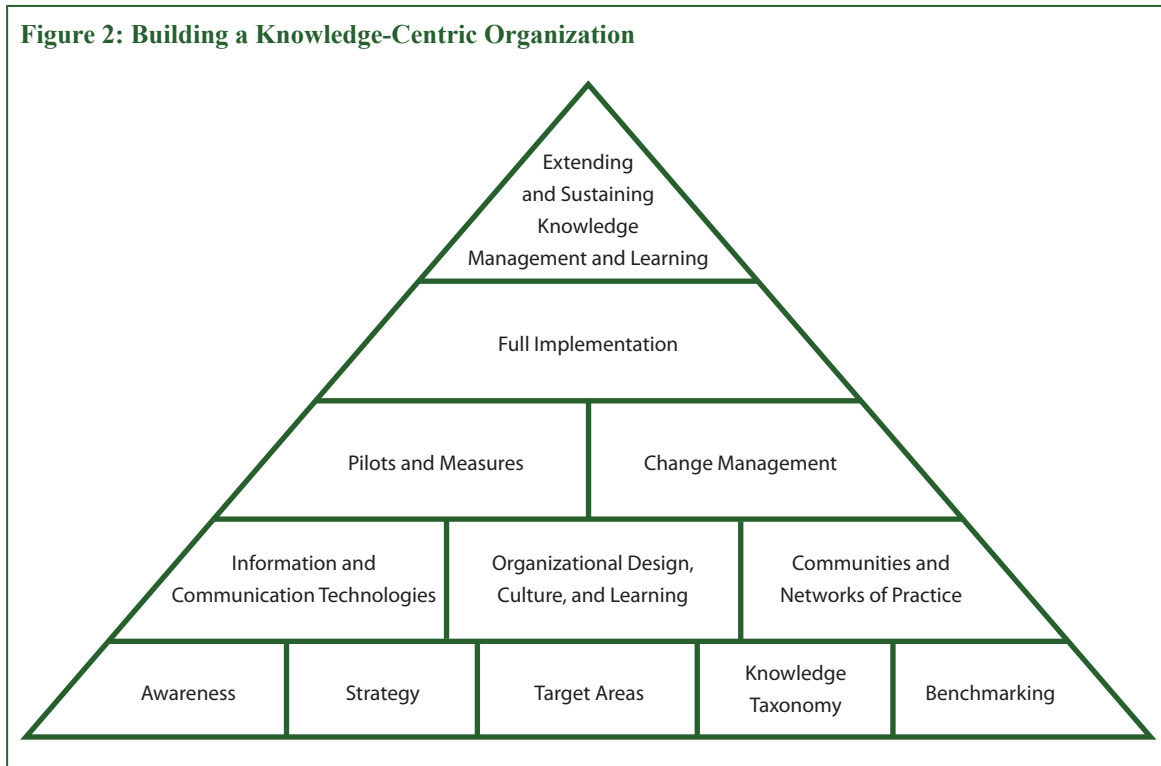 Figure 2: Building a Knowledge-Centric Organization
Extending
and Sustaining
Knowledge
Management and Learning
Full Implementation
Pilots and Measures
Change Management
Information and
Communication Technologies
Organizational Design,
Culture, and Learning
Communities and
Networks of Practice
Awareness
Strategy
Target Areas
Knowledge
Taxonomy
Benchmarking